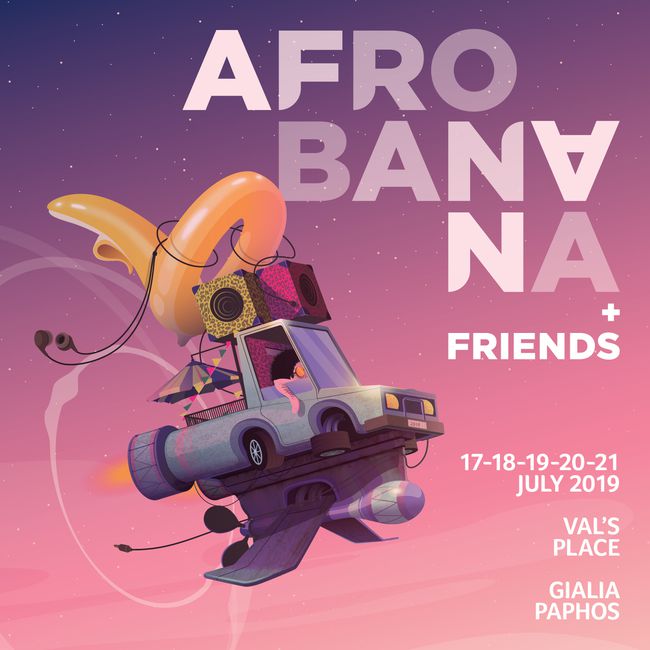 AFRO
BANA
NA
+
FRIENDS
17-18-19-20-21
JULY 2019
VAL'S
PLACE
GIALIA
PAPHOS